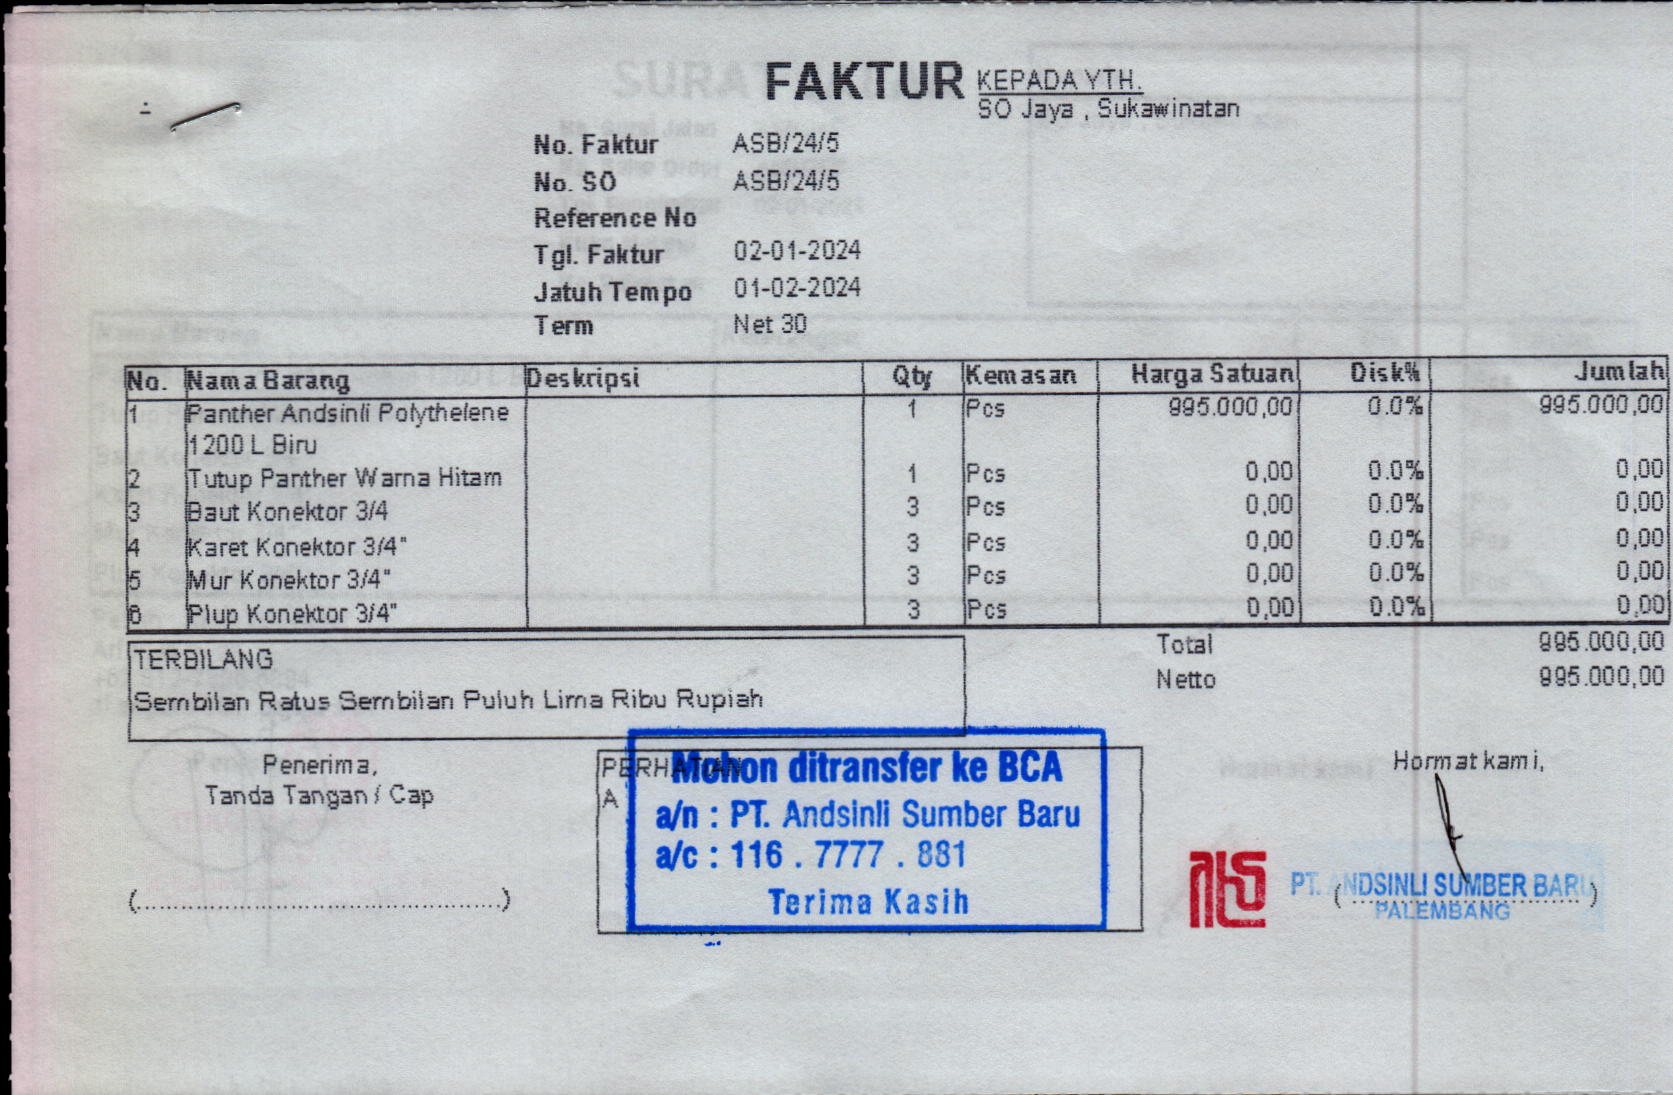 FAKTUR
KEPADA YTH.
SO Jaya , Sukawinatan
No. Faktur ASB/24/5
No. SO ASB/24/5
Reference No
Tgl. Faktur 02-01-2024
Jatuh Tempo 01-02-2024
Term Net 30
No. Nama Barang Deskripsi Qty Kemasan Harga Satuan Disk% Jumlah
1 Panther Andsinli Polythelene 1 Pcs 995.000,00 0.0% 995.000,00
1200 L Biru
2 Tutup Panther Warna Hitam 1 Pcs 0,00 0.0% 0,00
3 Baut Konektor 3/4 3 Pcs 0,00 0.0% 0,00
4 Karet Konektor 3/4" 3 Pcs 0,00 0.0% 0,00
5 Mur Konektor 3/4" 3 Pcs 0,00 0.0% 0,00
6 Plup Konektor 3/4" 3 Pcs 0,00 0.0% 0,00
Total 995.000,00
Netto 995.000,00
TERBILANG
Sembilan Ratus Sembilan Puluh Lima Ribu Rupiah
Penerima,
Tanda Tangan / Cap
(..................................................)
PERHATIAN
A
Mohon ditransfer ke BCA
a/n : PT. Andsinli Sumber Baru
a/c : 116 . 7777 . 881
Terima Kasih
Hormat kami,
PT. ANDSINLI SUMBER BARU
(................................)
PALEMBANG